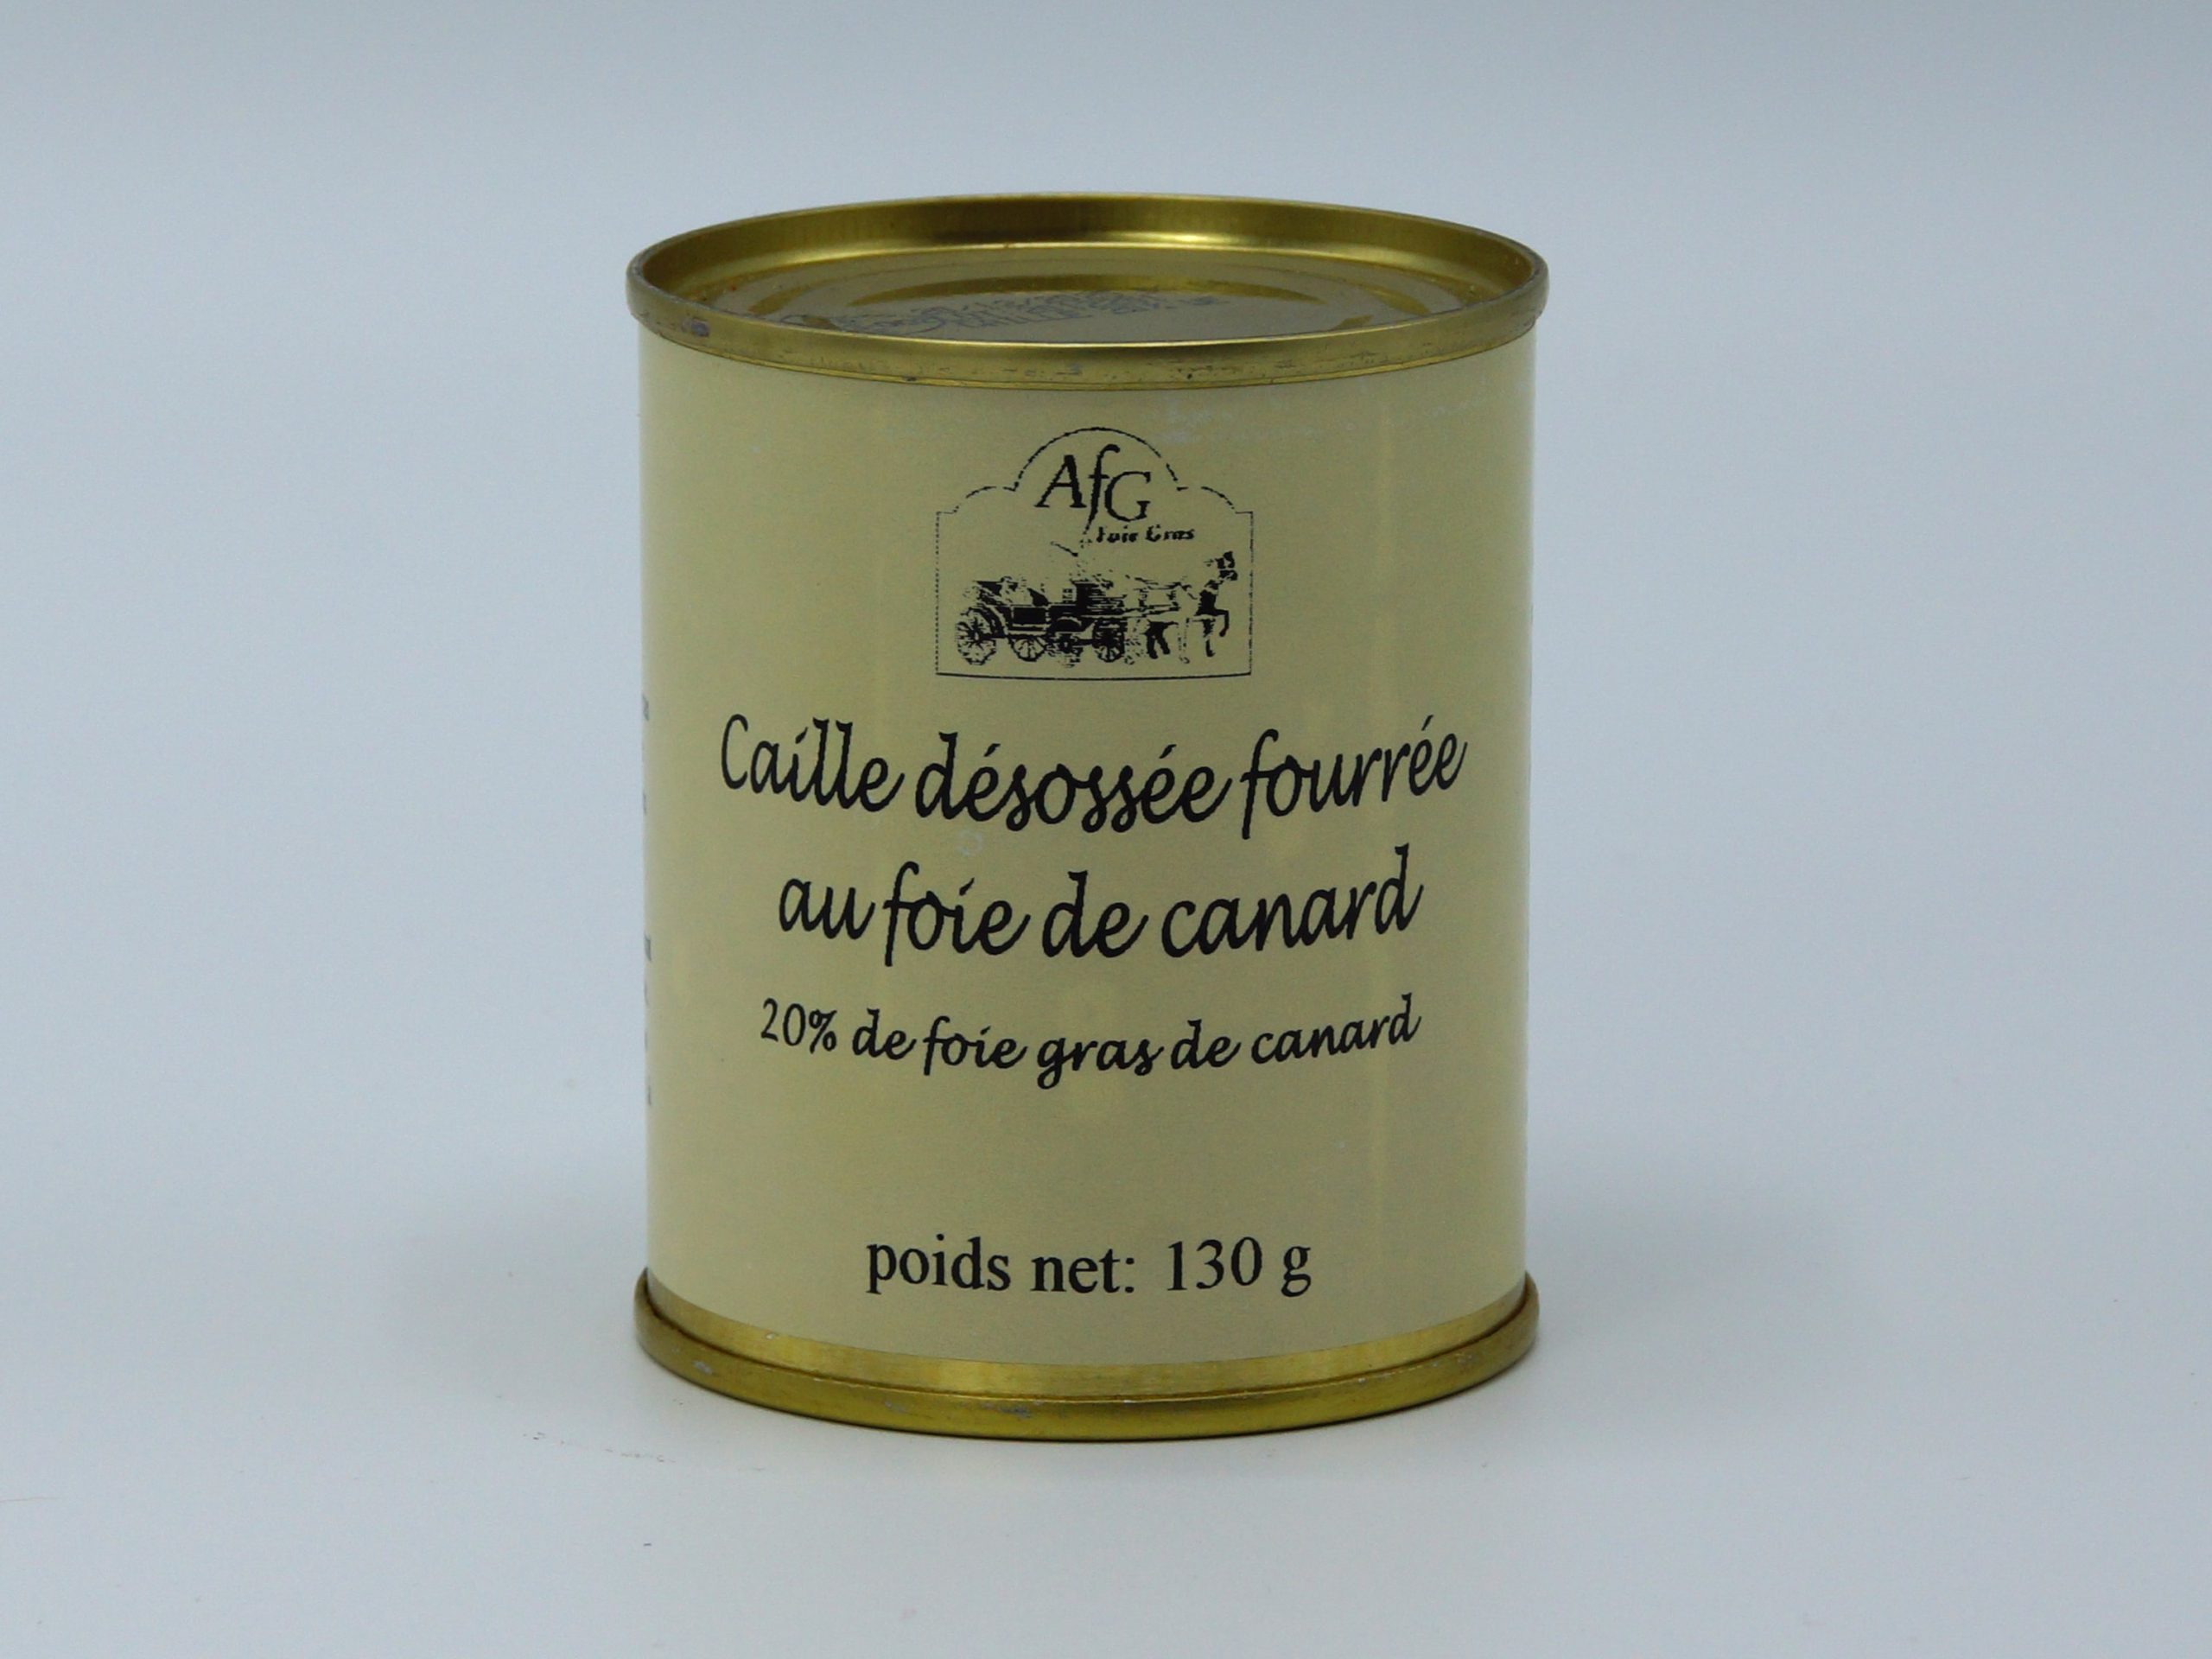 AfG
Foie Gras
Caille désossée fourrée
au foie de canard
20% de foie gras de canard
poids net: 130 g